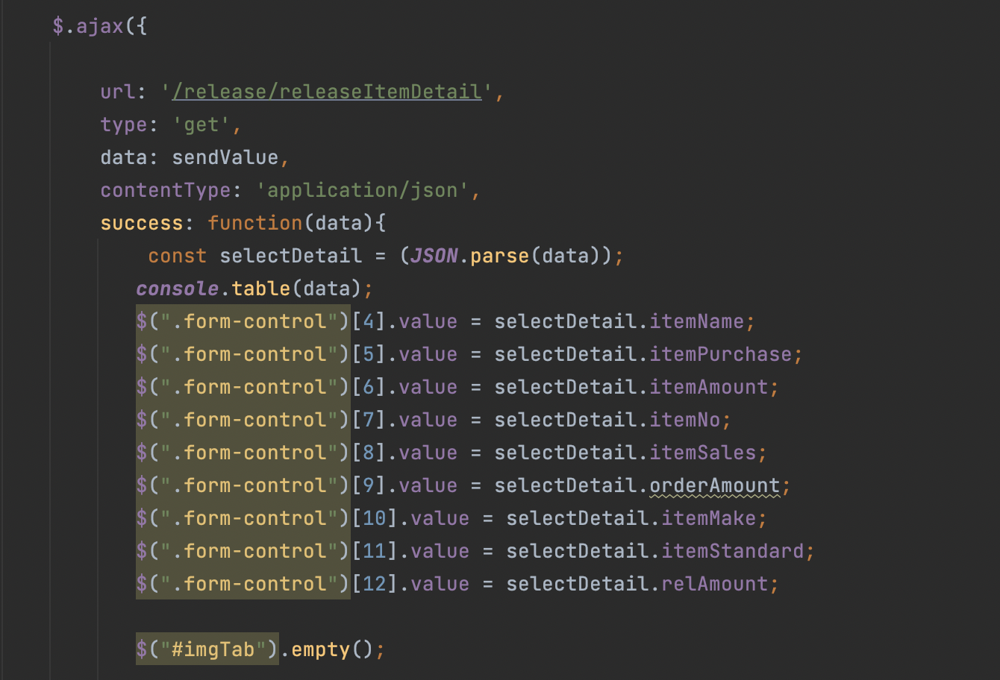 $.ajax({
url: '/release/releaseItemDetail',
type: 'get',
data: sendValue,
contentType: 'application/json',
success: function(data){
const selectDetail = (JSON.parse(data));
console.table(data);
$(".form-control")[4].value = selectDetail.itemName;
$(".form-control")[5].value = selectDetail.itemPurchase;
$(".form-control")[6].value = selectDetail.itemAmount;
$(".form-control")[7].value = selectDetail.itemNo;
$(".form-control")[8].value = selectDetail.itemSales;
$(".form-control")[9].value = selectDetail.orderAmount;
$(".form-control")[10].value = selectDetail.itemMake;
$(".form-control")[11].value = selectDetail.itemStandard;
$(".form-control")[12].value = selectDetail.relAmount;
$("#imgTab").empty();